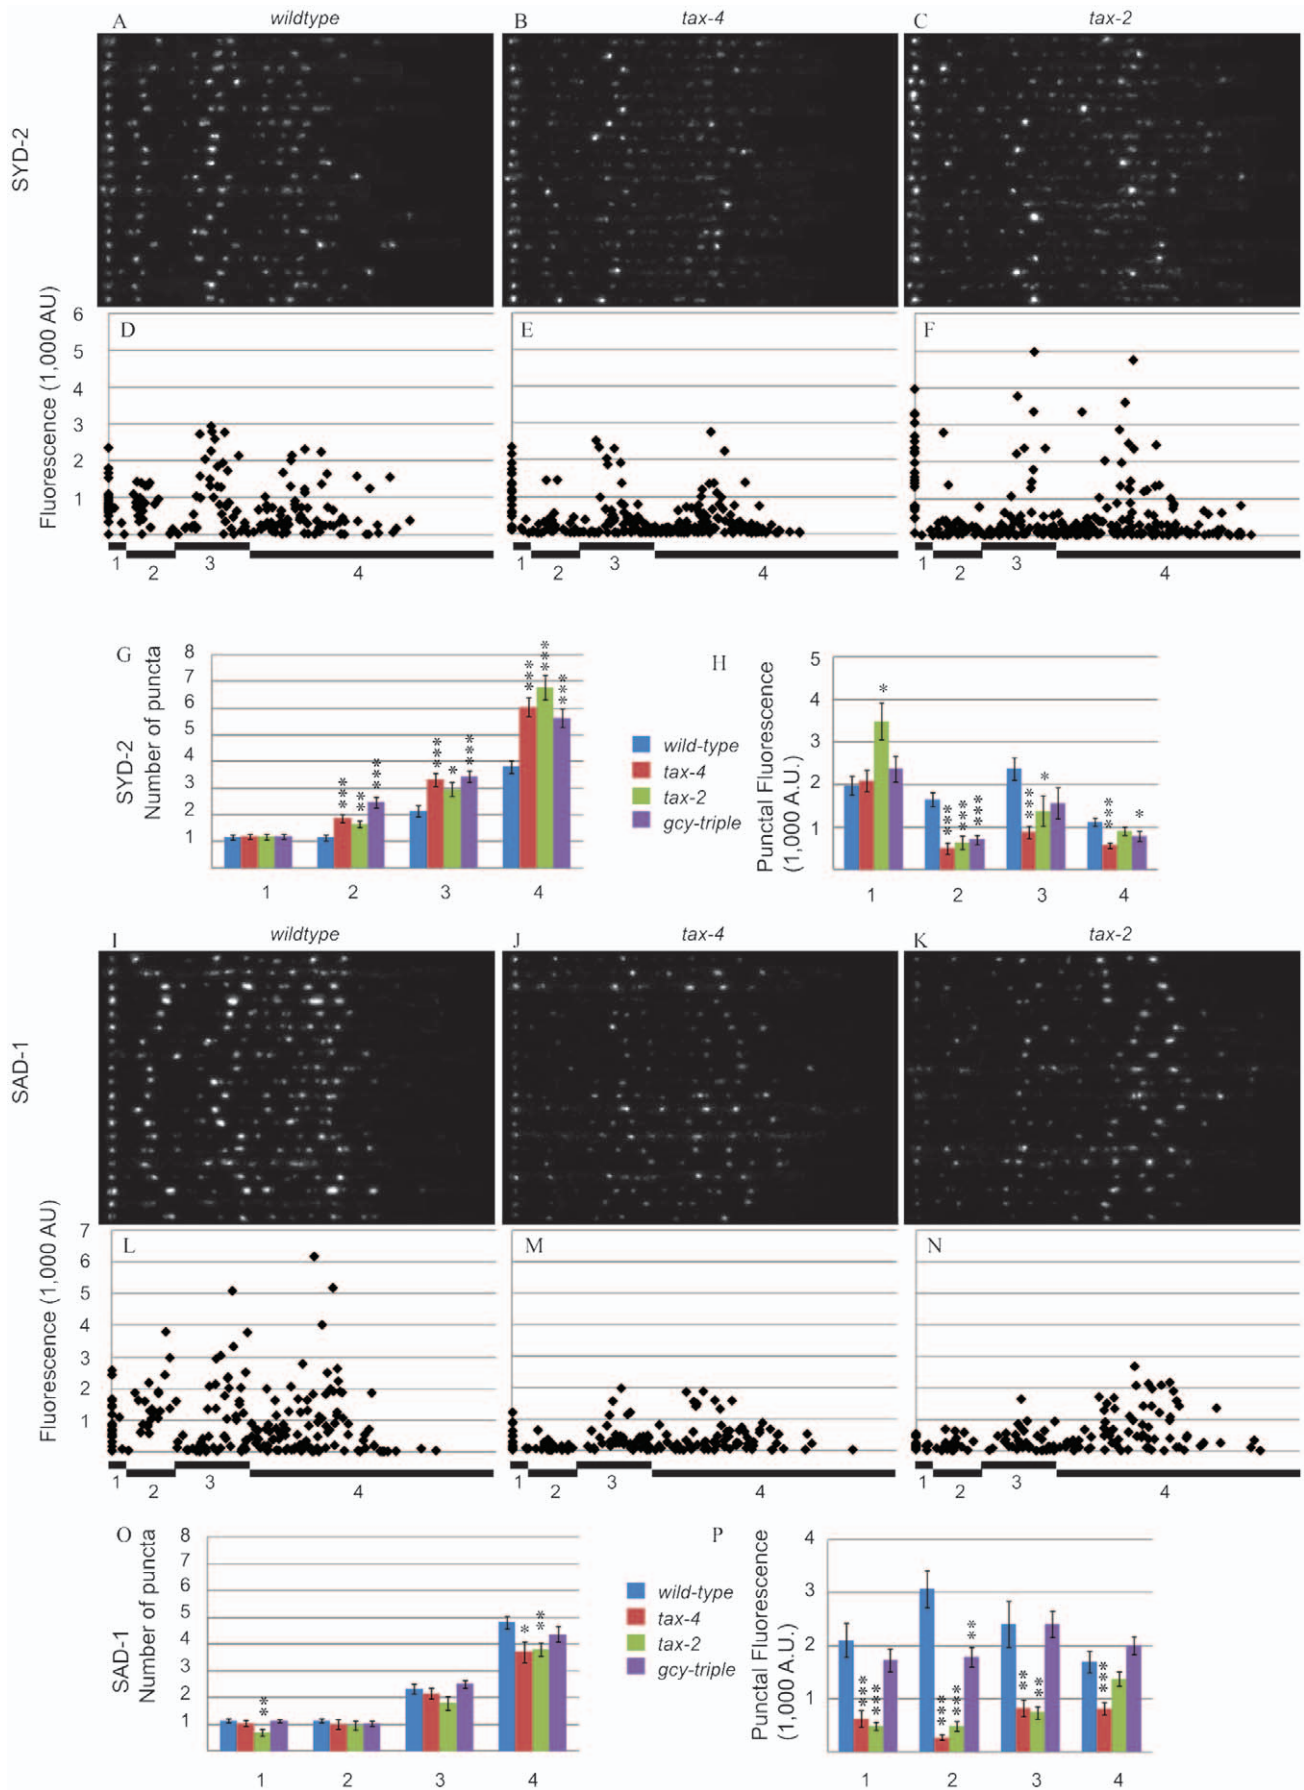 A wildtype B tax-4 C tax-2
SYD-2
D E F
Fluorescence (1,000 AU)
6
5
4
3
2
1
1 2 3 4 1 2 3 4 1 2 3 4
G
SYD-2
Number of puncta
8
7
6
5
4
3
2
1
*** ** *** *** * *** *** *** ***
1 2 3 4
wild-type
tax-4
tax-2
gcy-triple
H
Punctal Fluorescence
(1,000 A.U.)
5
4
3
2
1
* *** *** *** *** * *** *
1 2 3 4
I wildtype J tax-4 K tax-2
SAD-1
L M N
Fluorescence (1,000 AU)
7
6
5
4
3
2
1
1 2 3 4 1 2 3 4 1 2 3 4
O
SAD-1
Number of puncta
8
7
6
5
4
3
2
1
** * **
1 2 3 4
wild-type
tax-4
tax-2
gcy-triple
P
Punctal Fluorescence
(1,000 A.U.)
4
3
2
1
*** *** *** *** ** ** ** ***
1 2 3 4